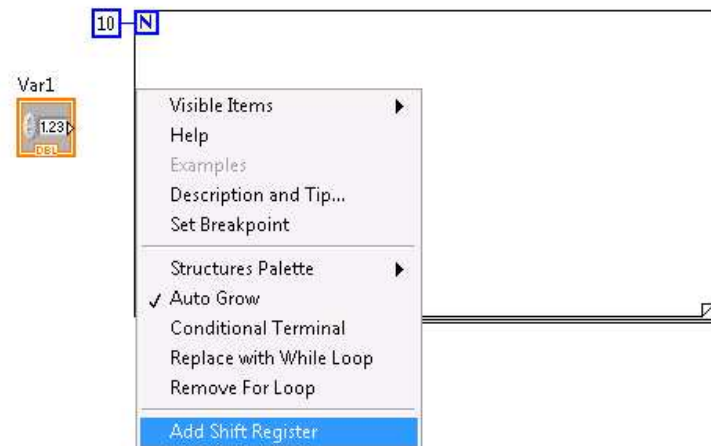 10 N
Var1
1.23
DBL
Visible Items
Help
Examples
Description and Tip...
Set Breakpoint
Structures Palette
Auto Grow
Conditional Terminal
Replace with While Loop
Remove For Loop
Add Shift Register